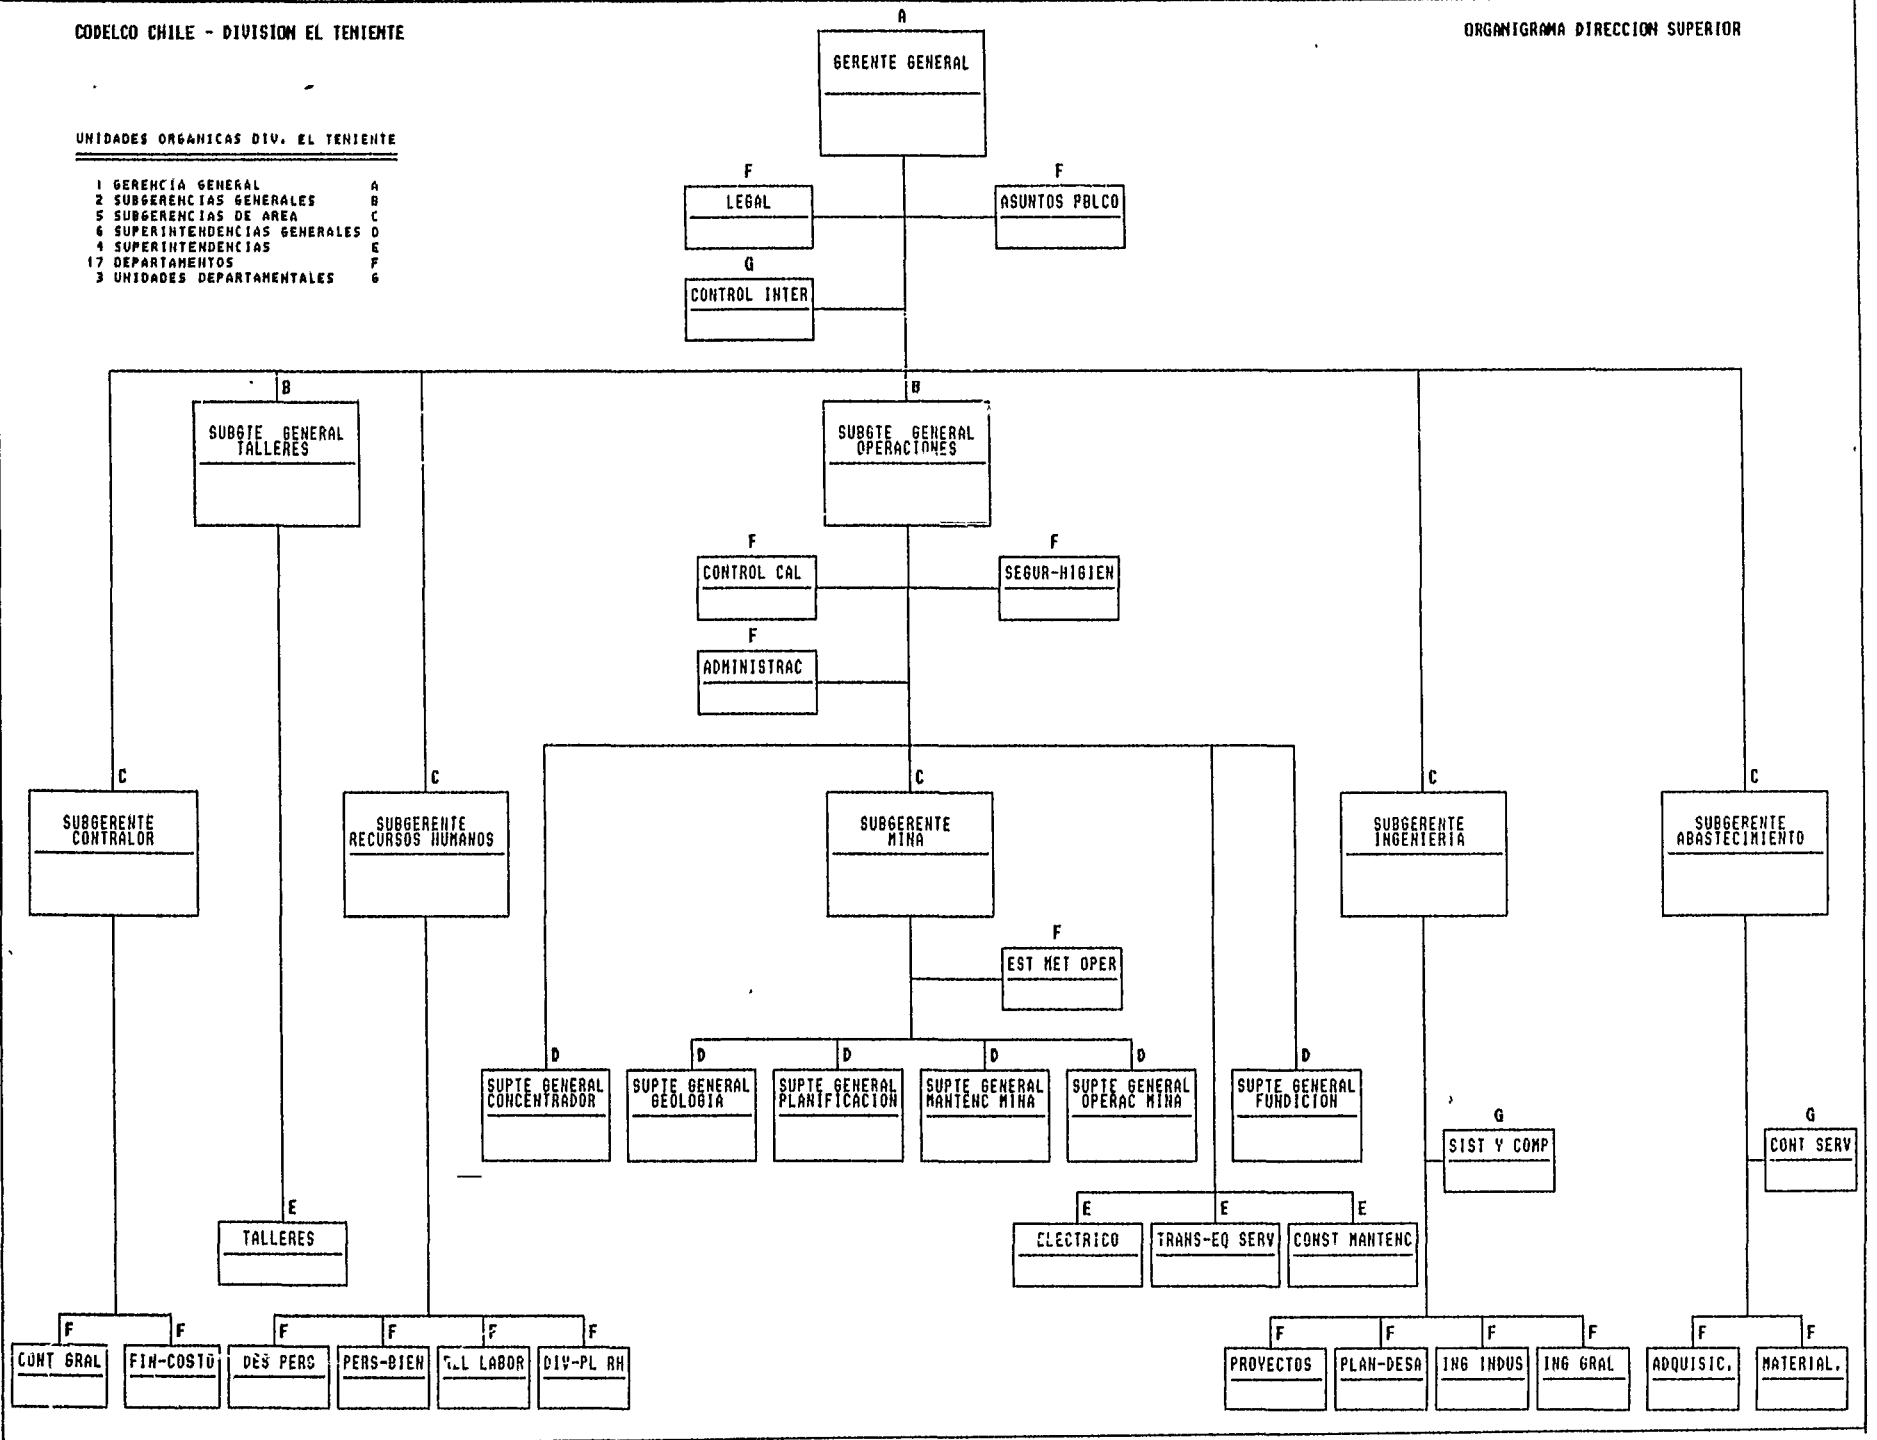 CODELCO CHILE - DIVISION EL TENIENTE
ORGANIGRAMA DIRECCION SUPERIOR
UNIDADES ORGANICAS DIV. EL TENIENTE
1 GERENCIA GENERAL A
2 SUBGERENCIAS GENERALES B
5 SUBGERENCIAS DE AREA C
6 SUPERINTENDENCIAS GENERALES D
4 SUPERINTENDENCIAS E
17 DEPARTAMENTOS F
3 UNIDADES DEPARTAMENTALES G
A
GERENTE GENERAL
F
LEGAL
F
ASUNTOS PBLCO
G
CONTROL INTER
B
SUBGTE GENERAL
TALLERES
B
SUBGTE GENERAL
OPERACIONES
F
CONTROL CAL
F
SEGUR-HIGIEN
F
ADMINISTRAC
C
SUBGERENTE
CONTRALOR
C
SUBGERENTE
RECURSOS HUMANOS
C
SUBGERENTE
MINA
C
SUBGERENTE
INGENIERIA
C
SUBGERENTE
ABASTECIMIENTO
F
EST MET OPER
D
SUPTE GENERAL
CONCENTRADOR
D
SUPTE GENERAL
GEOLOGIA
D
SUPTE GENERAL
PLANIFICACION
D
SUPTE GENERAL
MANTENC MINA
D
SUPTE GENERAL
OPERAC MINA
D
SUPTE GENERAL
FUNDICION
G
SIST Y COMP
G
CONT SERV
E
TALLERES
E
ELECTRICO
E
TRANS-EQ SERV
E
CONST MANTENC
F
CONT GRAL
F
FIN-COSTO
F
DES PERS
F
PERS-BIEN
F
LABOR
F
DIV-PL RH
F
PROYECTOS
F
PLAN-DESA
F
ING INDUS
F
ING GRAL
F
ADQUISIC.
F
MATERIAL.